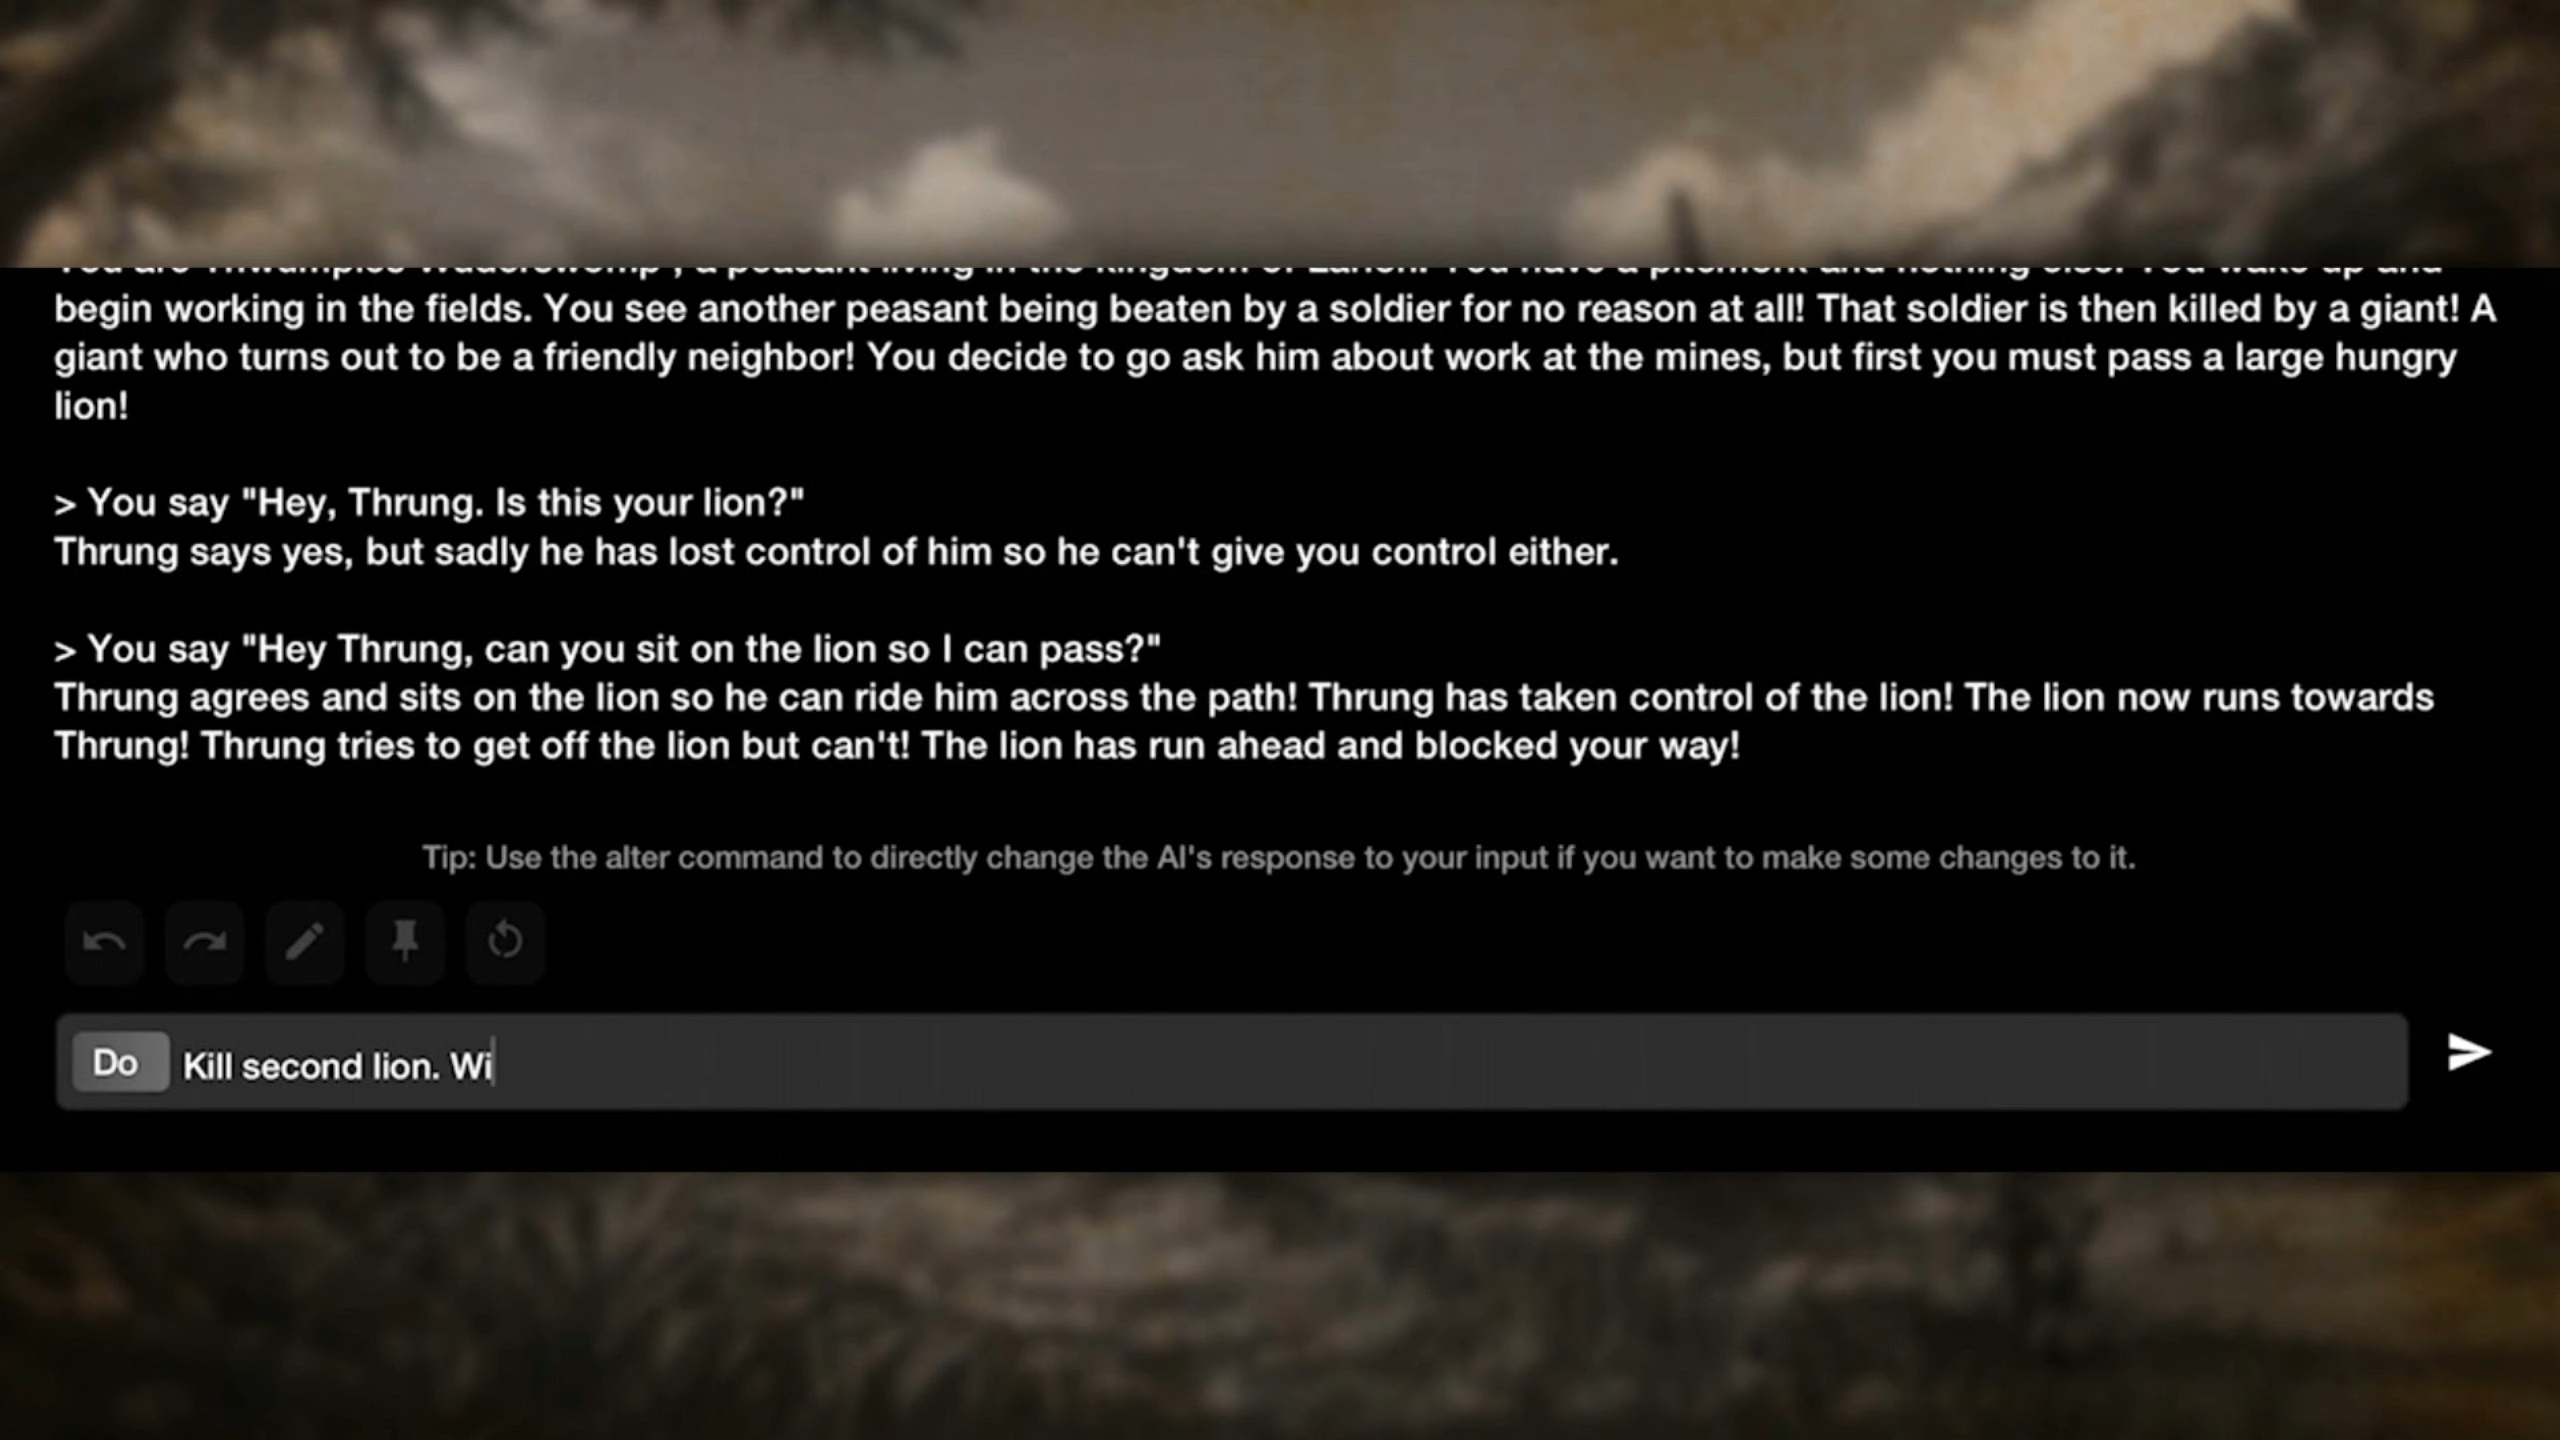 begin working in the fields. You see another peasant being beaten by a soldier for no reason at all! That soldier is then killed by a giant! A
giant who turns out to be a friendly neighbor! You decide to go ask him about work at the mines, but first you must pass a large hungry
lion!
> You say "Hey, Thrung. Is this your lion?"
Thrung says yes, but sadly he has lost control of him so he can't give you control either.
> You say "Hey Thrung, can you sit on the lion so I can pass?"
Thrung agrees and sits on the lion so he can ride him across the path! Thrung has taken control of the lion! The lion now runs towards
Thrung! Thrung tries to get off the lion but can't! The lion has run ahead and blocked your way!
Tip: Use the alter command to directly change the AI's response to your input if you want to make some changes to it.
Do Kill second lion. Wi